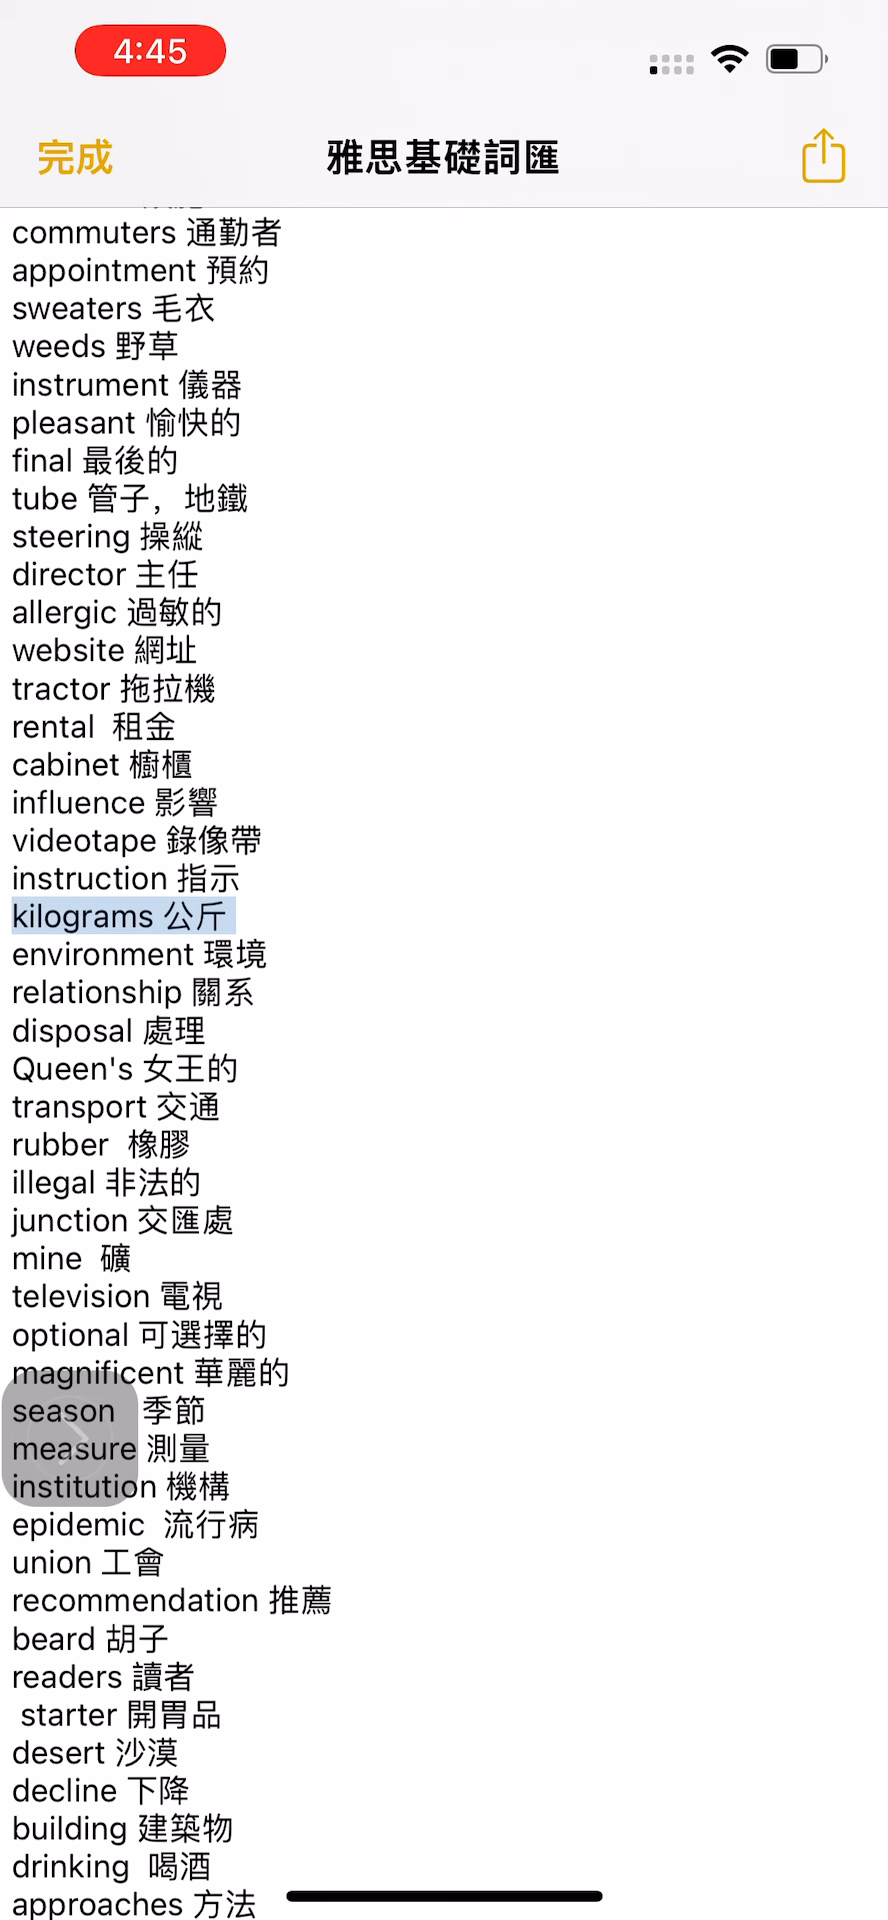 4:45
完成 雅思基礎詞匯
commuters 通勤者
appointment 預約
sweaters 毛衣
weeds 野草
instrument 儀器
pleasant 愉快的
final 最後的
tube 管子，地鐵
steering 操縱
director 主任
allergic 過敏的
website 網址
tractor 拖拉機
rental 租金
cabinet 櫥櫃
influence 影響
videotape 錄像帶
instruction 指示
kilograms 公斤
environment 環境
relationship 關系
disposal 處理
Queen's 女王的
transport 交通
rubber 橡膠
illegal 非法的
junction 交匯處
mine 礦
television 電視
optional 可選擇的
magnificent 華麗的
season 季節
measure 測量
institution 機構
epidemic 流行病
union 工會
recommendation 推薦
beard 胡子
readers 讀者
starter 開胃品
desert 沙漠
decline 下降
building 建築物
drinking 喝酒
approaches 方法